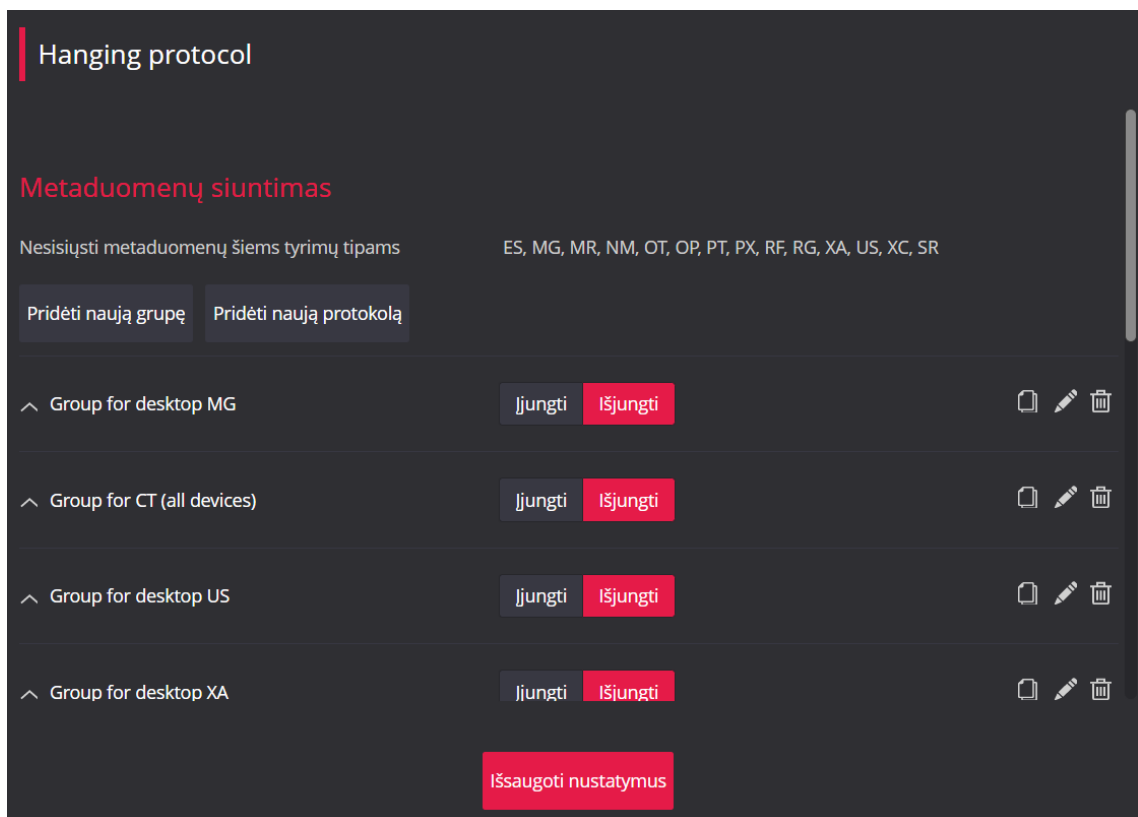 Hanging protocol
Metaduomenų siuntimas
Nesisiųsti metaduomenų šiems tyrimų tipams ES, MG, MR, NM, OT, OP, PT, PX, RF, RG, XA, US, XC, SR
Pridėti naują grupę Pridėti naują protokolą
Group for desktop MG Įjungti Išjungti
Group for CT (all devices) Įjungti Išjungti
Group for desktop US Įjungti Išjungti
Group for desktop XA Įjungti Išjungti
Išsaugoti nustatymus